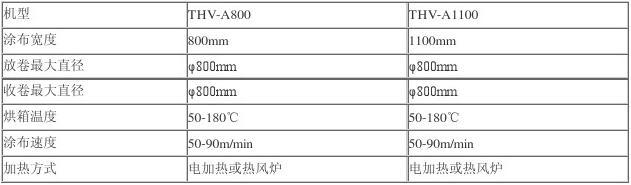 机型 THV-A800 THV-A1100
涂布宽度 800mm 1100mm
放卷最大直径 φ800mm φ800mm
收卷最大直径 φ800mm φ800mm
烘箱温度 50-180℃ 50-180℃
涂布速度 50-90m/min 50-90m/min
加热方式 电加热或热风炉 电加热或热风炉